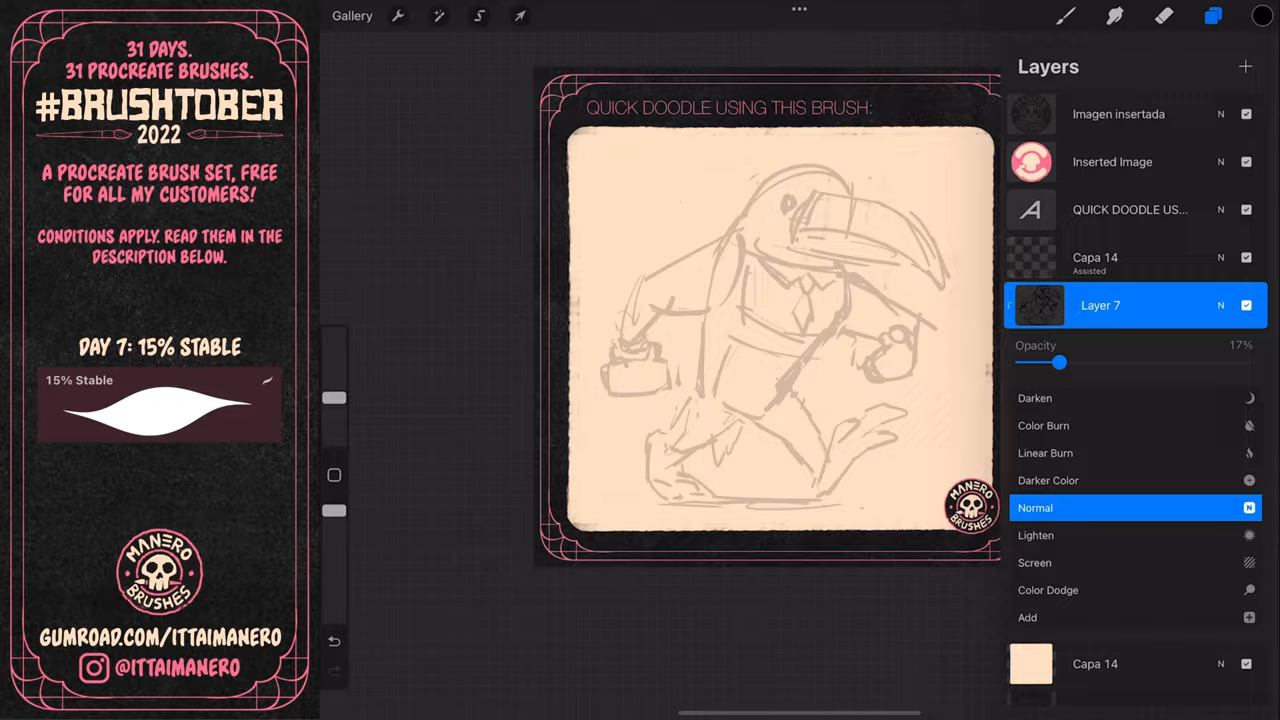 31 DAYS.
31 PROCREATE BRUSHES.
#BRUSHTOBER
2022
A PROCREATE BRUSH SET, FREE
FOR ALL MY CUSTOMERS!
CONDITIONS APPLY. READ THEM IN THE
DESCRIPTION BELOW.
DAY 7: 15% STABLE
15% Stable
MANERO
BRUSHES
GUMROAD.COM/ITTAIMANERO
@ITTAIMANERO
Gallery
QUICK DOODLE USING THIS BRUSH:
MANERO
BRUSHES
Layers
Imagen insertada N
Inserted Image N
A QUICK DOODLE US... N
Capa 14 N
Assisted
Layer 7 N
Opacity 17%
Darken
Color Burn
Linear Burn
Darker Color
Normal N
Lighten
Screen
Color Dodge
Add
Capa 14 N